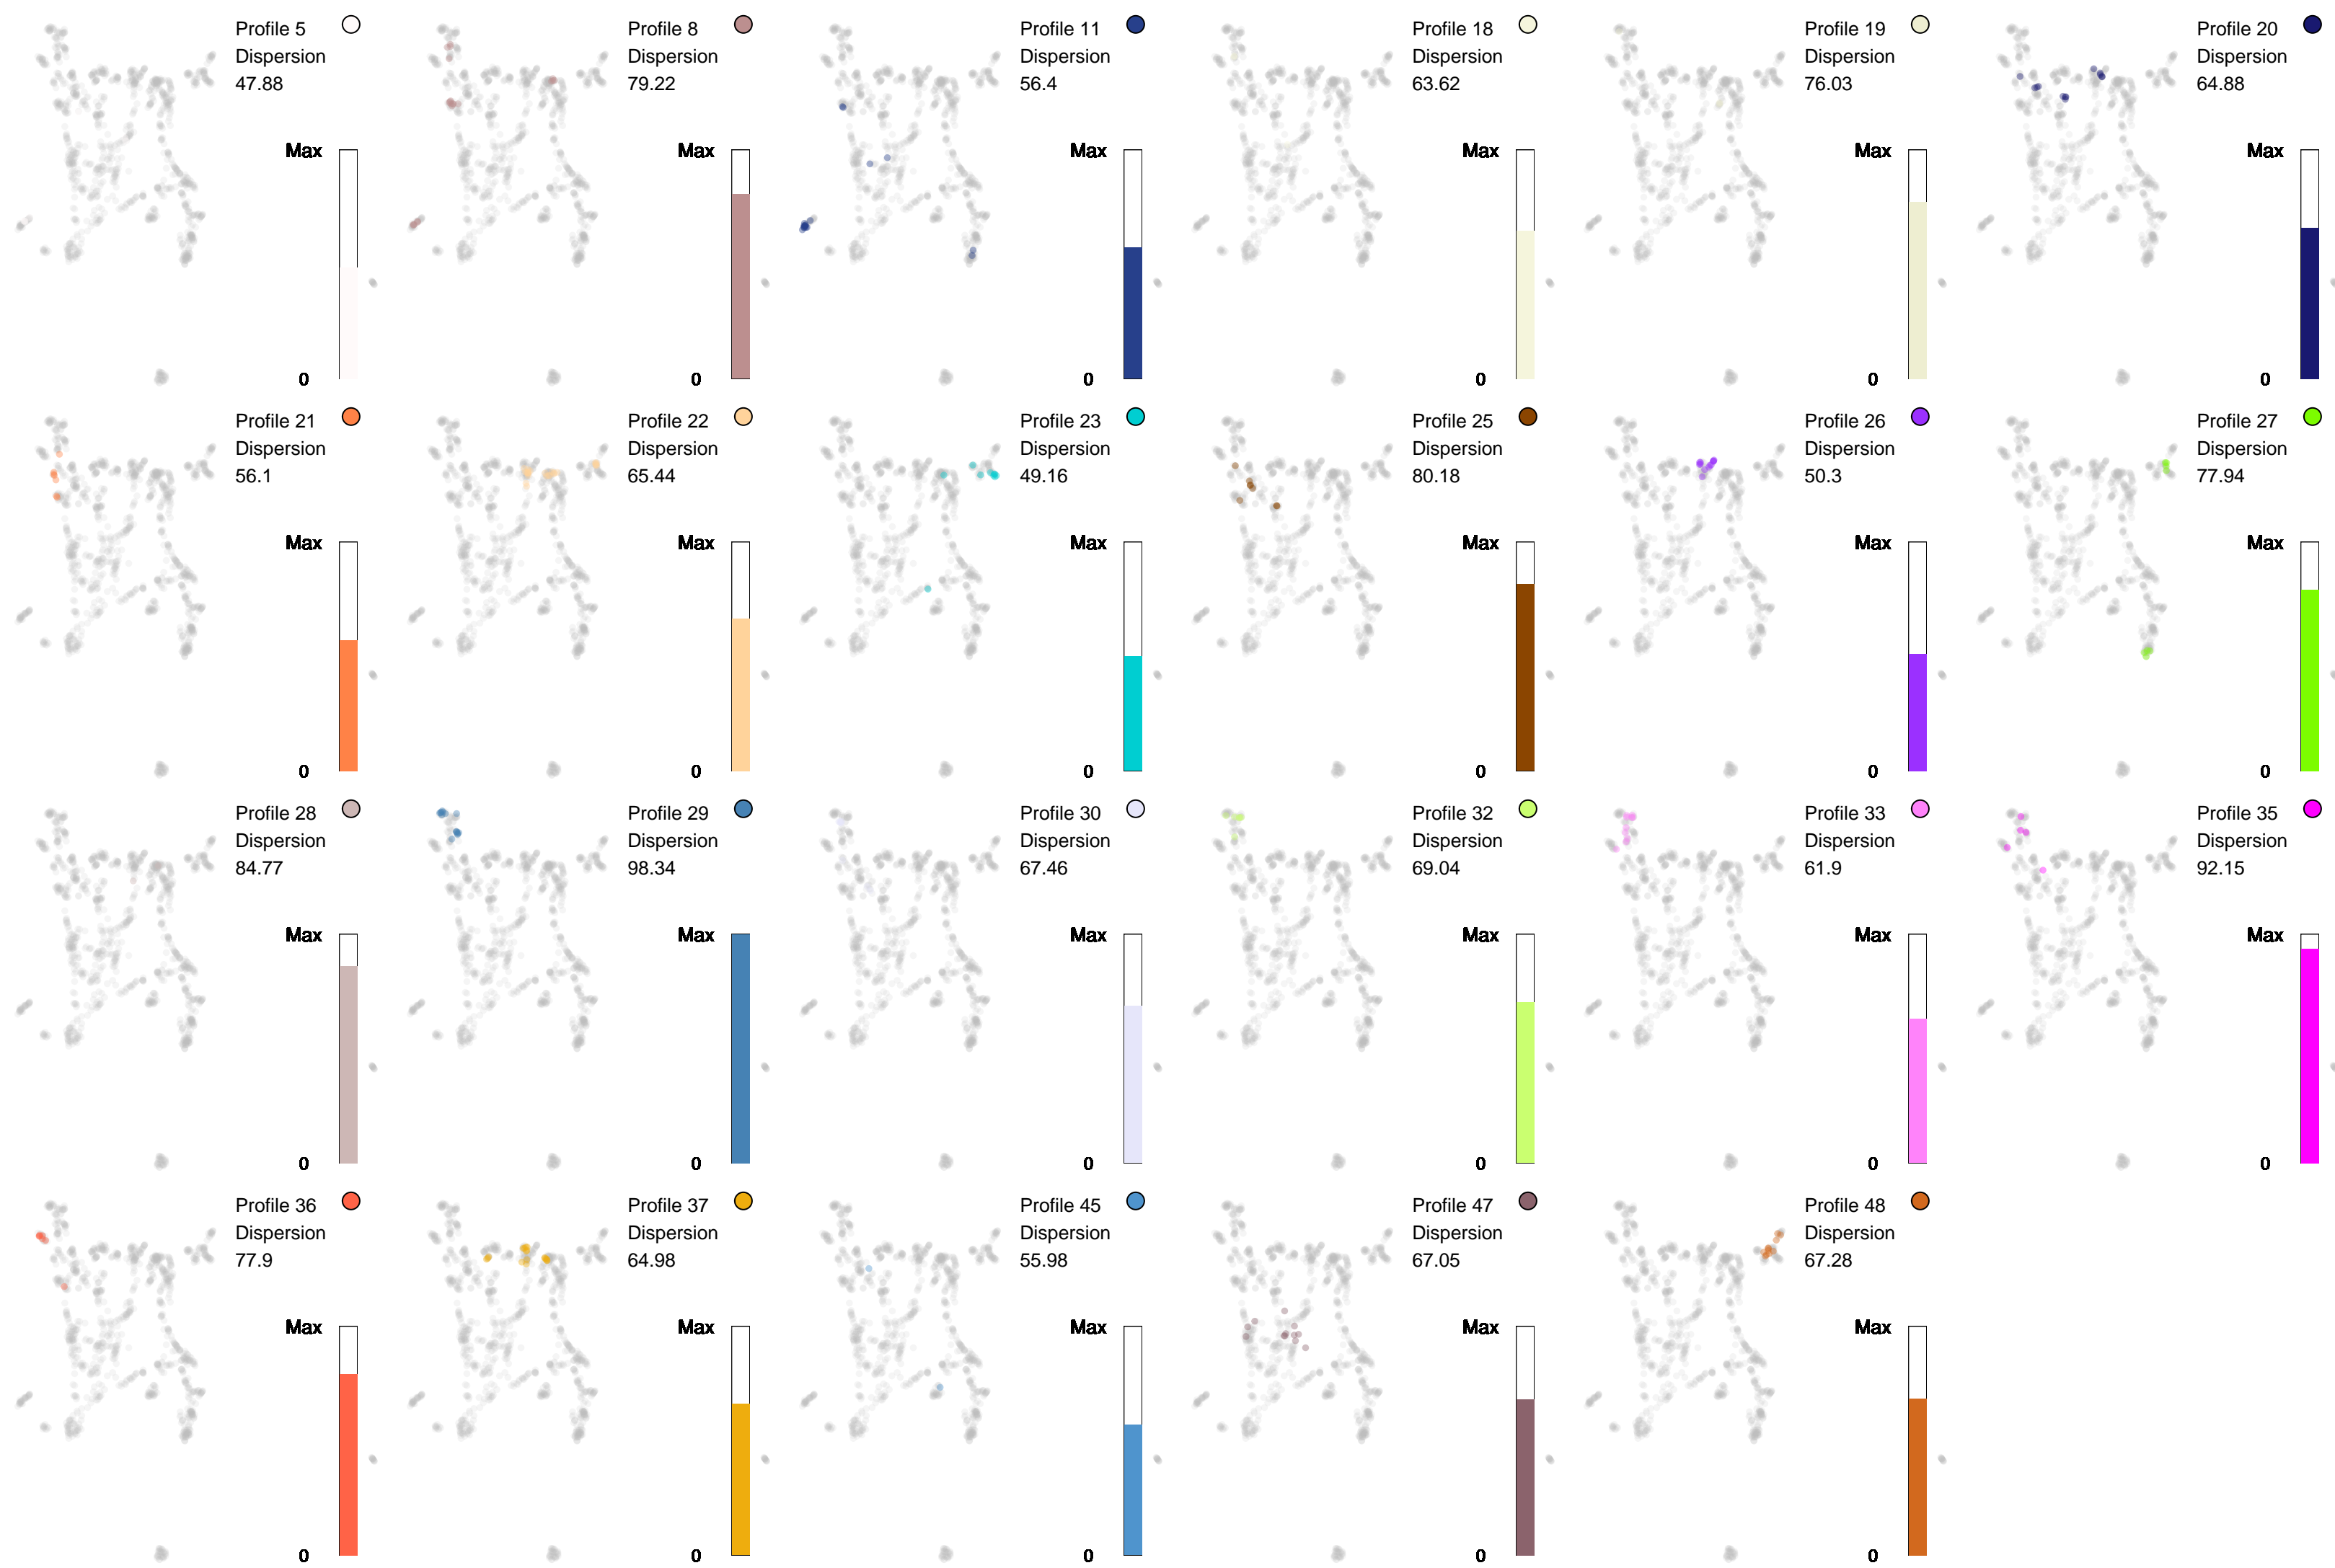 Profile 5
Dispersion
47.88
Max
0
Profile 8
Dispersion
79.22
Max
0
Profile 11
Dispersion
56.4
Max
0
Profile 18
Dispersion
63.62
Max
0
Profile 19
Dispersion
76.03
Max
0
Profile 20
Dispersion
64.88
Max
0
Profile 21
Dispersion
56.1
Max
0
Profile 22
Dispersion
65.44
Max
0
Profile 23
Dispersion
49.16
Max
0
Profile 25
Dispersion
80.18
Max
0
Profile 26
Dispersion
50.3
Max
0
Profile 27
Dispersion
77.94
Max
0
Profile 28
Dispersion
84.77
Max
0
Profile 29
Dispersion
98.34
Max
0
Profile 30
Dispersion
67.46
Max
0
Profile 32
Dispersion
69.04
Max
0
Profile 33
Dispersion
61.9
Max
0
Profile 35
Dispersion
92.15
Max
0
Profile 36
Dispersion
77.9
Max
0
Profile 37
Dispersion
64.98
Max
0
Profile 45
Dispersion
55.98
Max
0
Profile 47
Dispersion
67.05
Max
0
Profile 48
Dispersion
67.28
Max
0